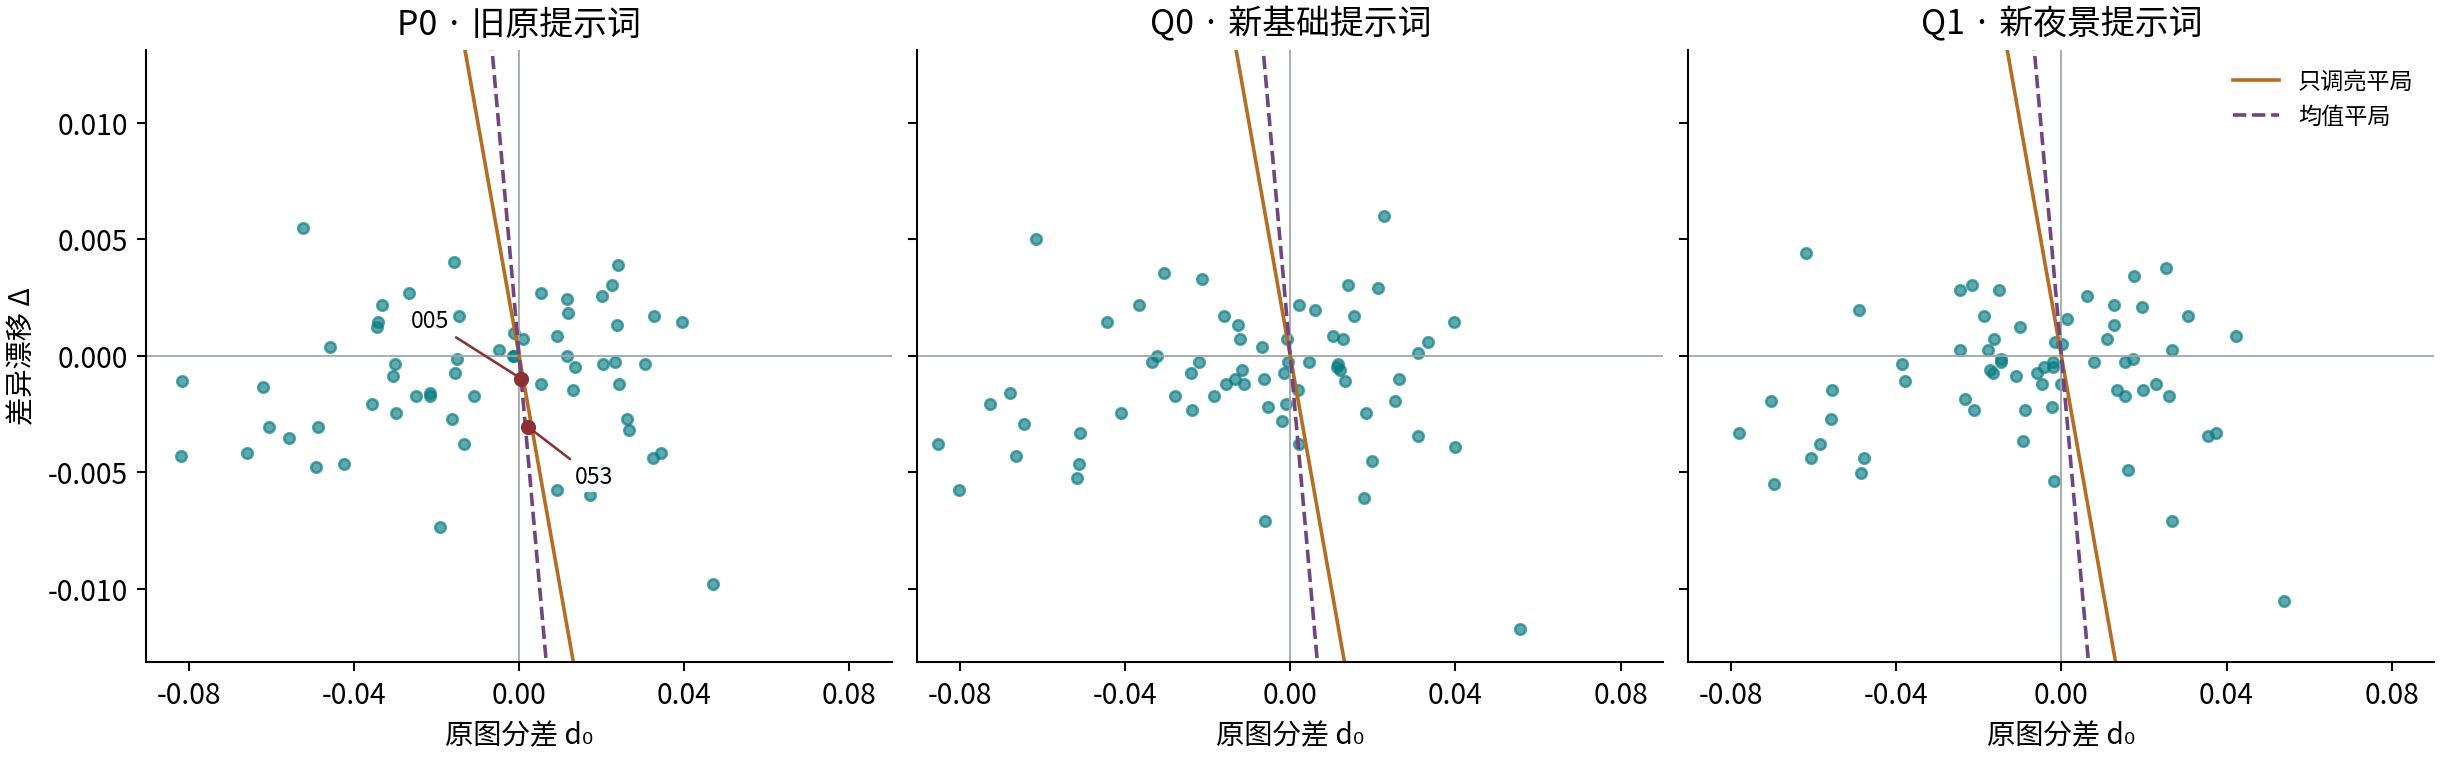 P0 · 旧原提示词
Q0 · 新基础提示词
Q1 · 新夜景提示词
只调亮平局
均值平局
差异漂移 Δ
0.010
0.005
0.000
-0.005
-0.010
005
053
-0.08 -0.04 0.00 0.04 0.08
-0.08 -0.04 0.00 0.04 0.08
-0.08 -0.04 0.00 0.04 0.08
原图分差 d₀
原图分差 d₀
原图分差 d₀